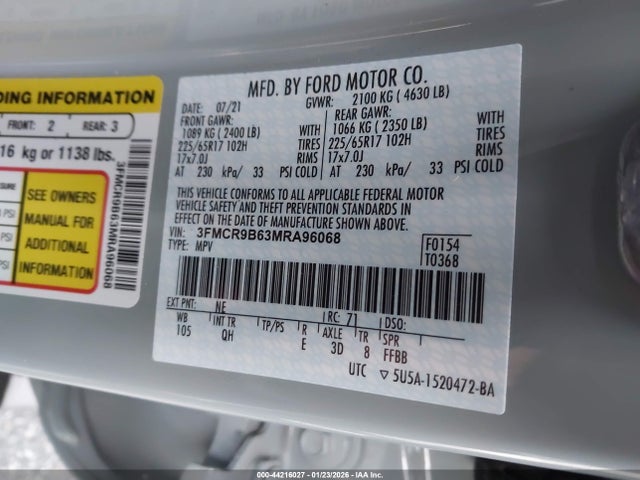 DING INFORMATION
FRONT: 2 REAR: 3
16 kg or 1138 lbs.
SEE OWNERS
MANUAL FOR
ADDITIONAL
INFORMATION
3FMCR9B63MRA96068
MFD. BY FORD MOTOR CO.
DATE: 07/21 GVWR: 2100 KG ( 4630 LB)
FRONT GAWR: REAR GAWR:
1089 KG ( 2400 LB) WITH 1066 KG ( 2350 LB) WITH
225/65R17 102H TIRES 225/65R17 102H TIRES
17x7.0J RIMS 17x7.0J RIMS
AT 230 kPa/ 33 PSI COLD AT 230 kPa/ 33 PSI COLD
THIS VEHICLE CONFORMS TO ALL APPLICABLE FEDERAL MOTOR
VEHICLE SAFETY AND THEFT PREVENTION STANDARDS IN
EFFECT ON THE DATE OF MANUFACTURE SHOWN ABOVE.
VIN: 3FMCR9B63MRA96068
TYPE: MPV
F0154
T0368
EXT PNT: NE RC: 71 DSO:
WB INT TR TP/PS R AXLE TR SPR
105 QH E 3D 8 FFBB
UTC ▽5U5A-1520472-BA
000-44216027 - 01/23/2026 - IAAI.COM